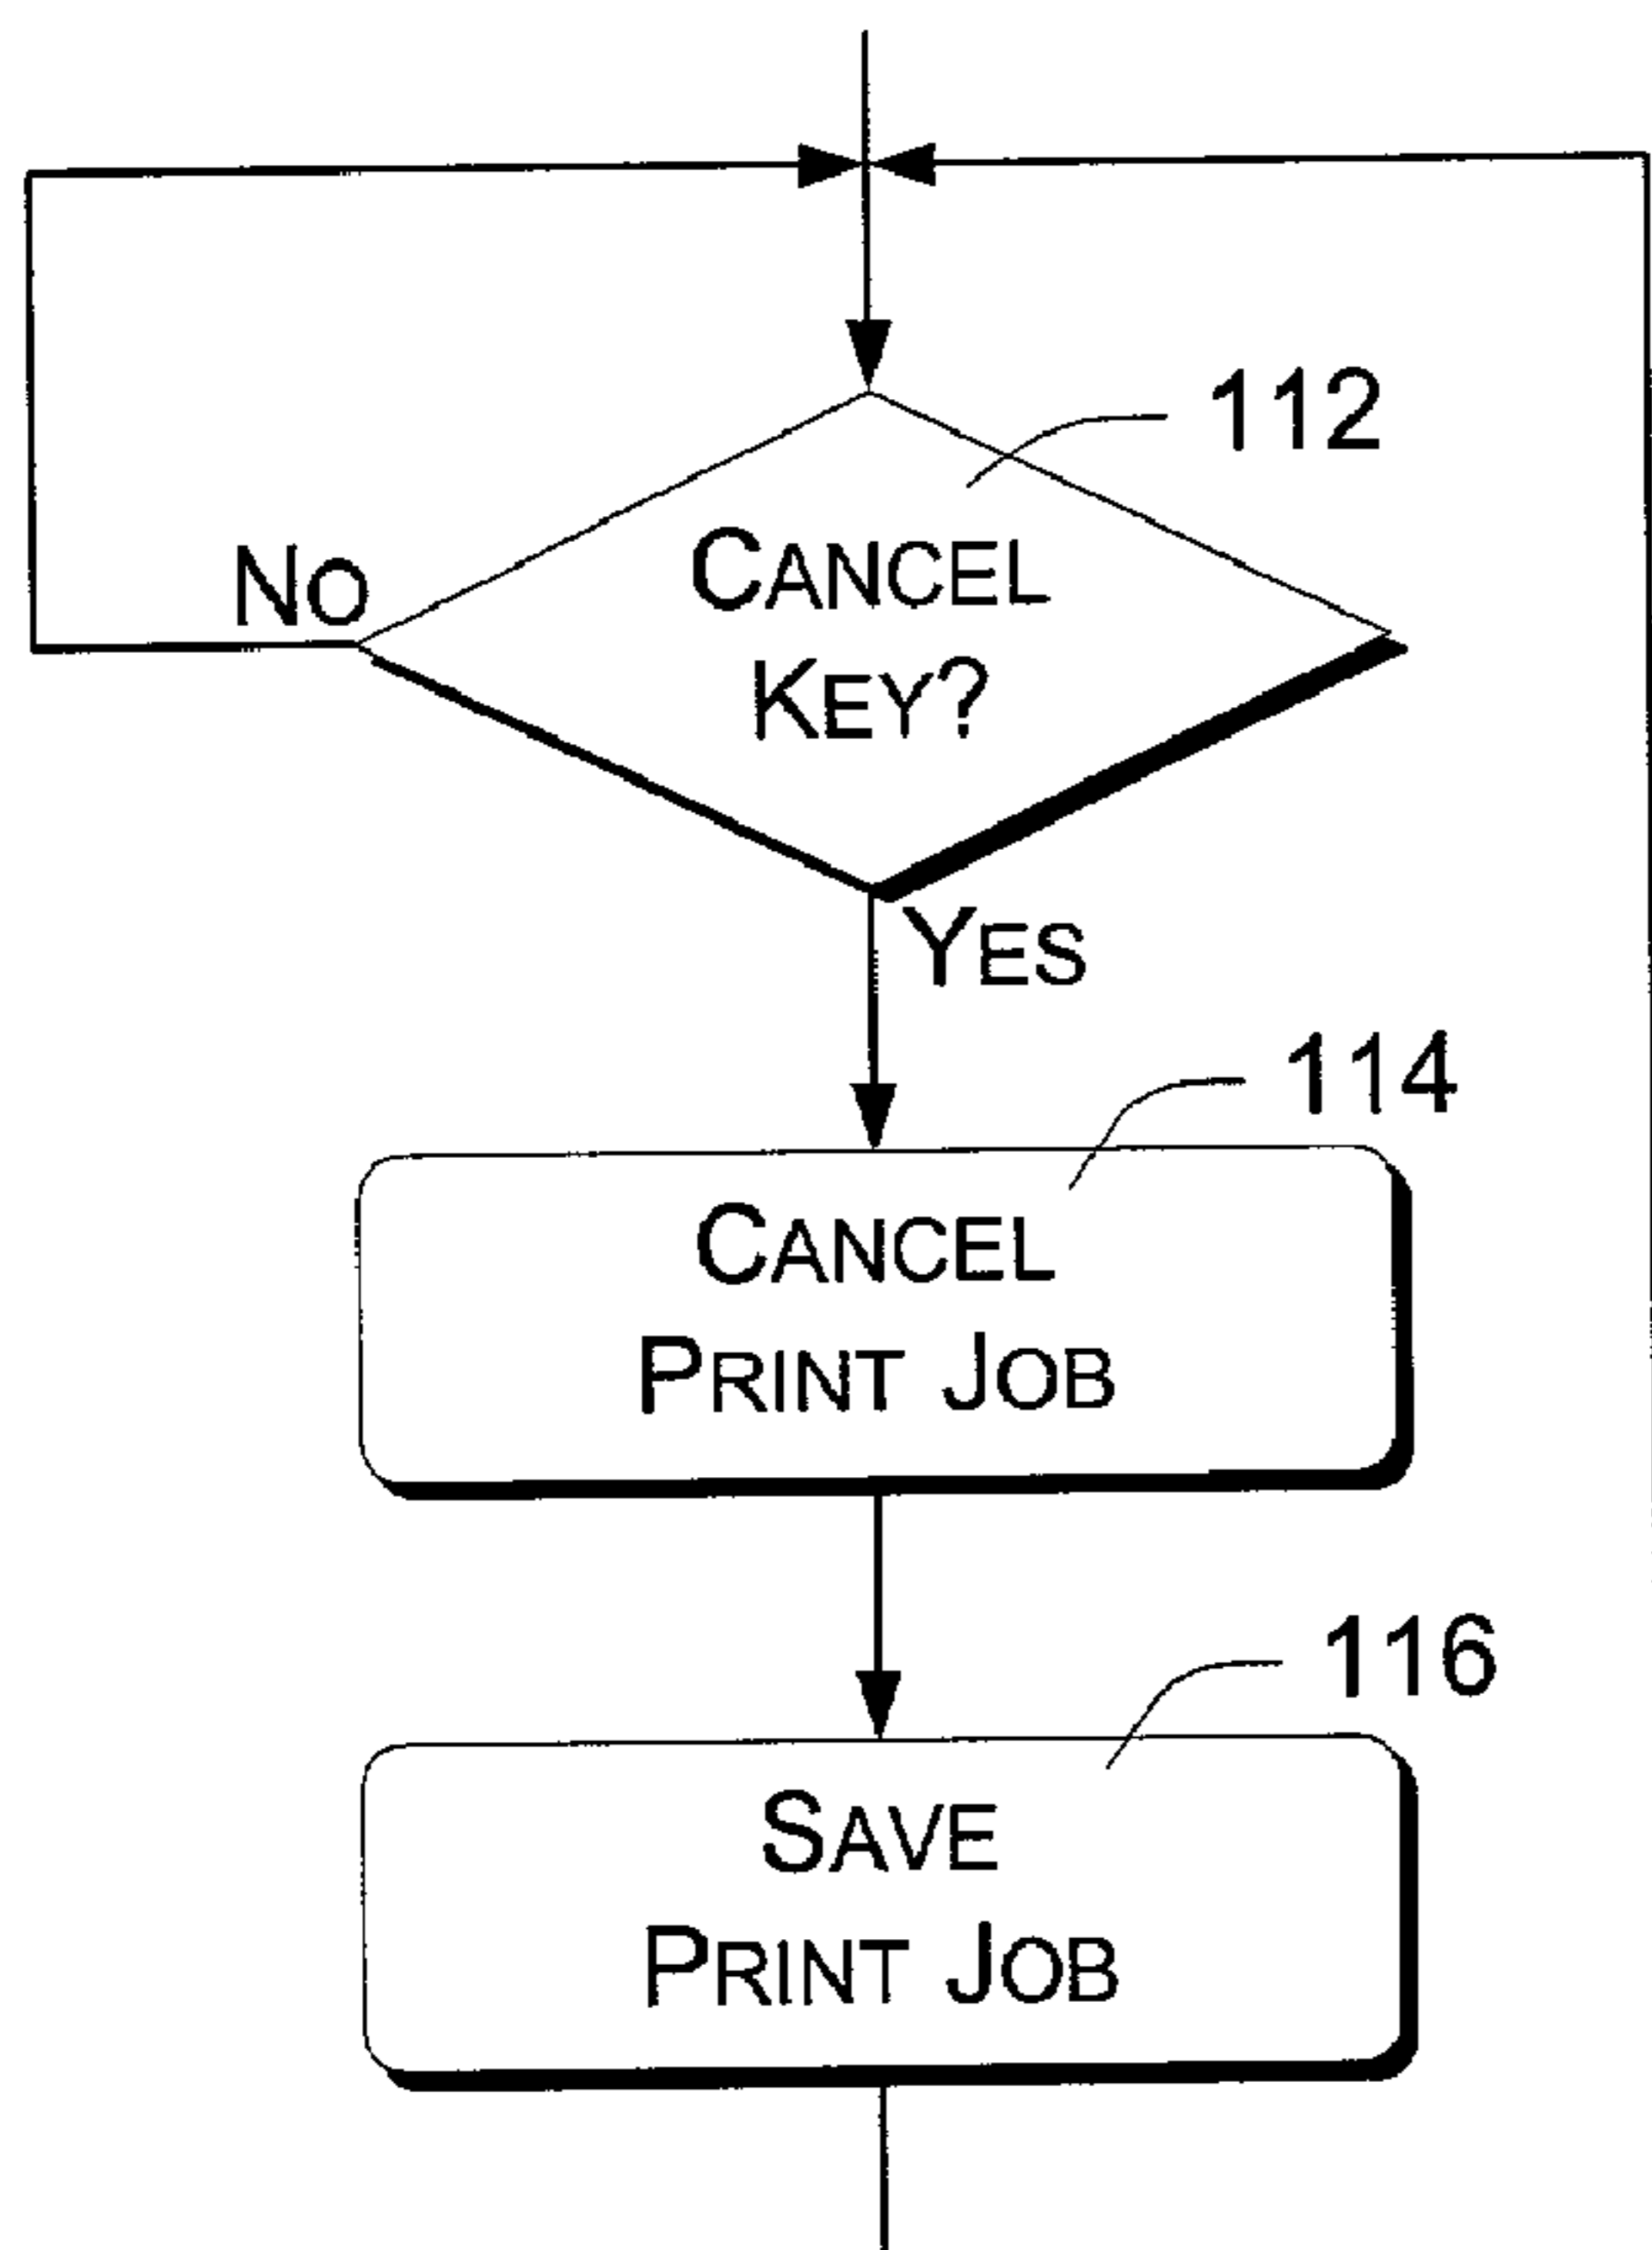 112
CANCEL
KEY?
NO
YES
114
CANCEL
PRINT JOB
116
SAVE
PRINT JOB